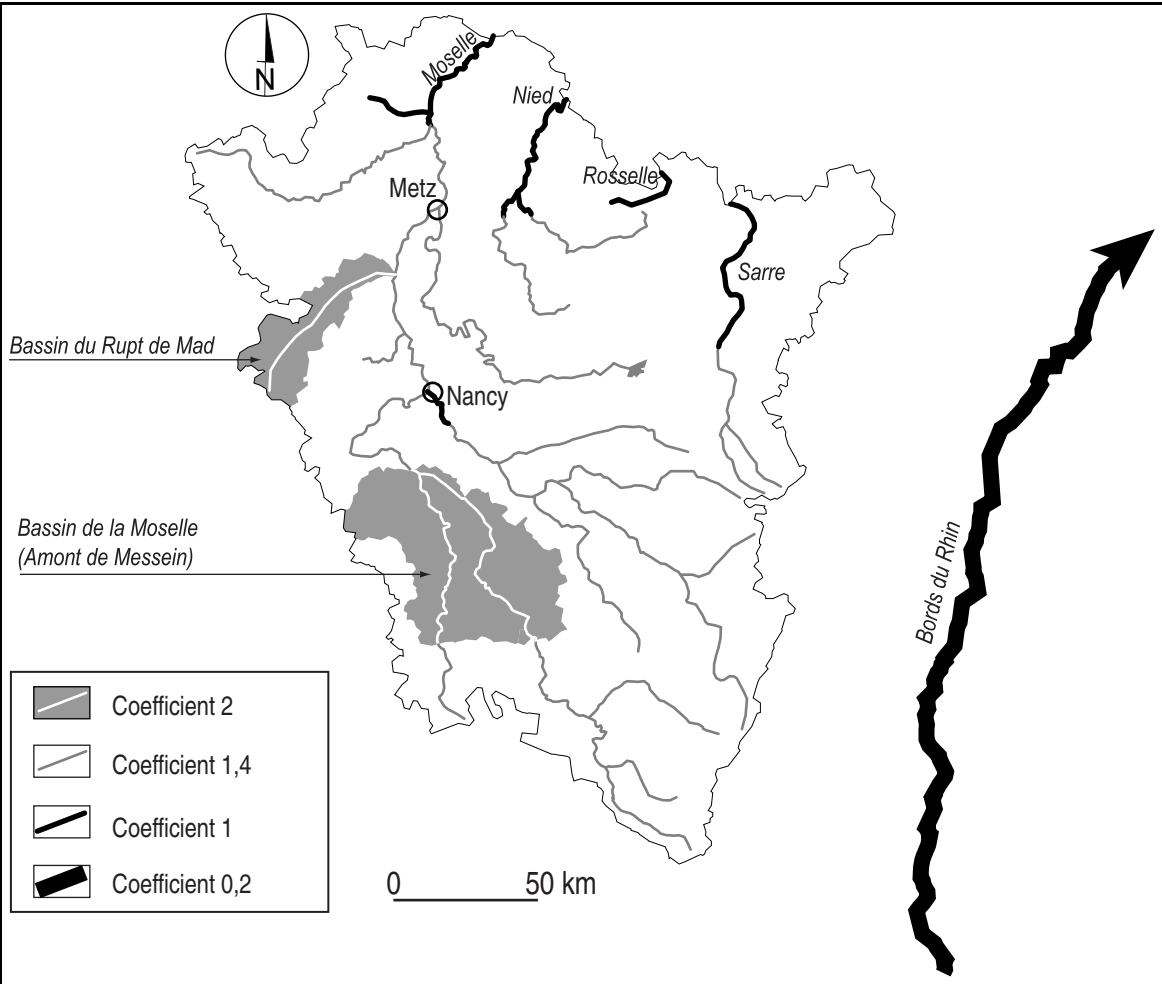 N
Moselle
Nied
Metz
Rosselle
Sarre
Bassin du Rupt de Mad
Nancy
Bassin de la Moselle
(Amont de Messein)
Bords du Rhin
Coefficient 2
Coefficient 1,4
Coefficient 1
Coefficient 0,2
0 50 km